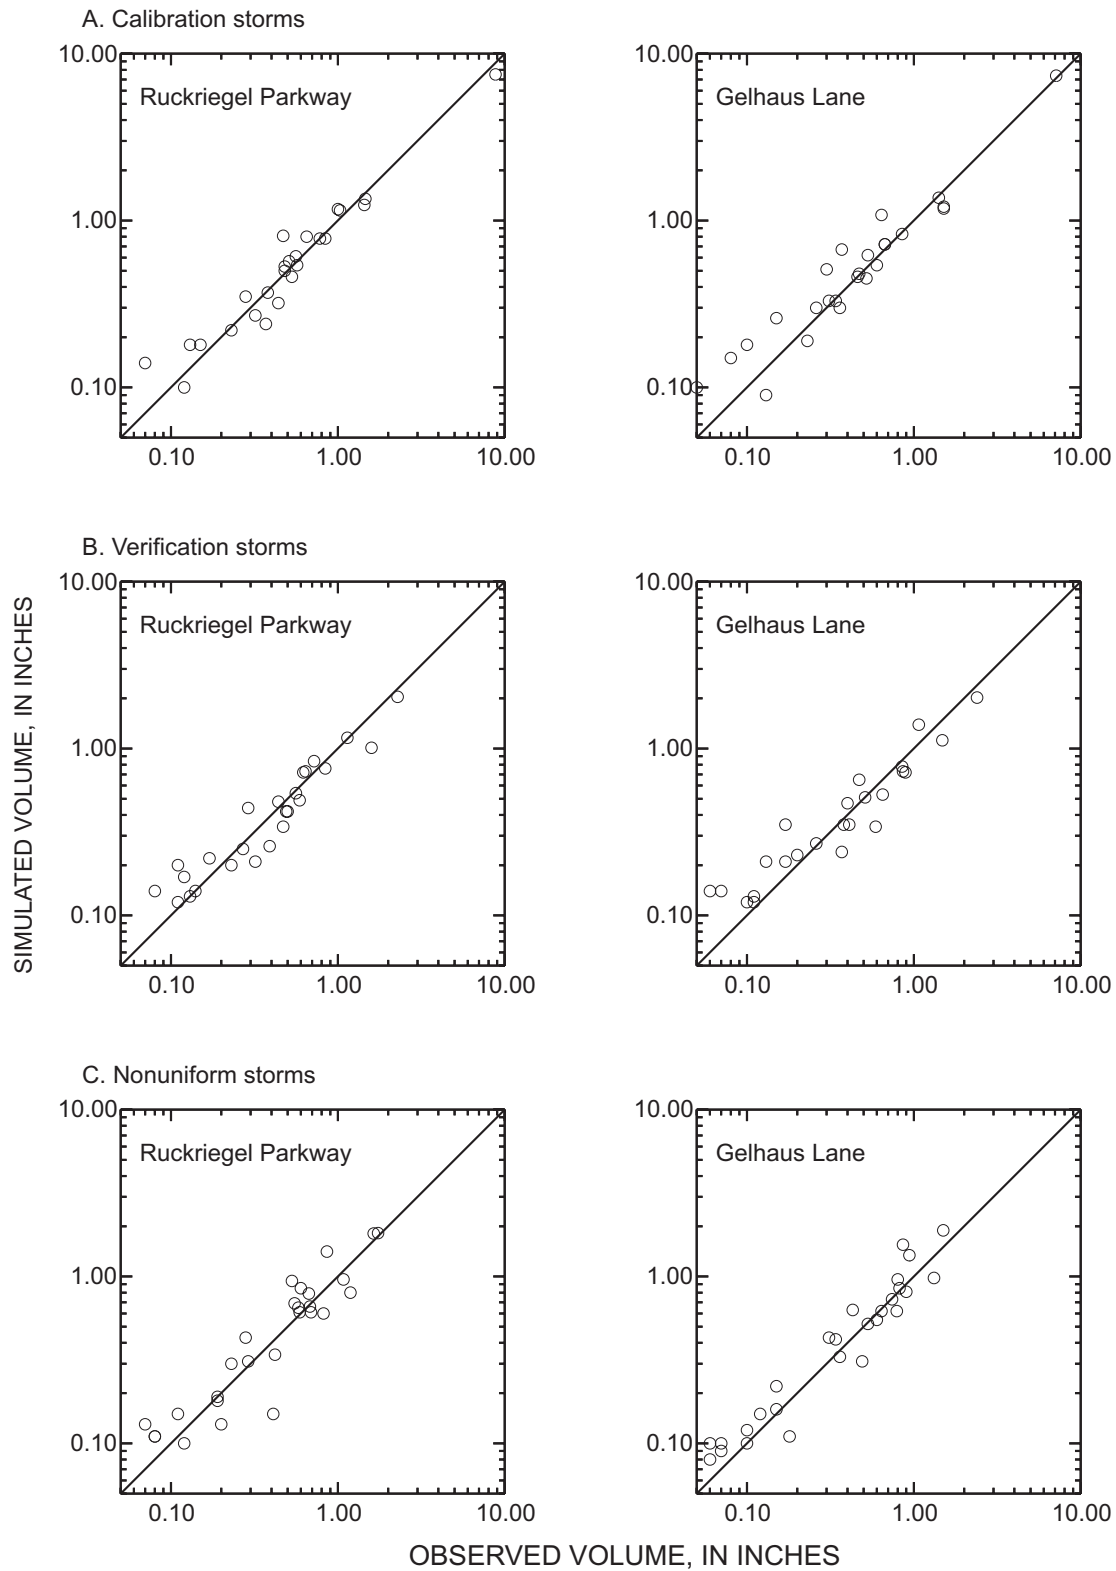 A. Calibration storms
10.00
1.00
0.10
Ruckriegel Parkway
0.10 1.00 10.00
10.00
1.00
0.10
Gelhaus Lane
0.10 1.00 10.00
B. Verification storms
10.00
1.00
0.10
Ruckriegel Parkway
0.10 1.00 10.00
10.00
1.00
0.10
Gelhaus Lane
0.10 1.00 10.00
SIMULATED VOLUME, IN INCHES
C. Nonuniform storms
10.00
1.00
0.10
Ruckriegel Parkway
0.10 1.00 10.00
10.00
1.00
0.10
Gelhaus Lane
0.10 1.00 10.00
OBSERVED VOLUME, IN INCHES